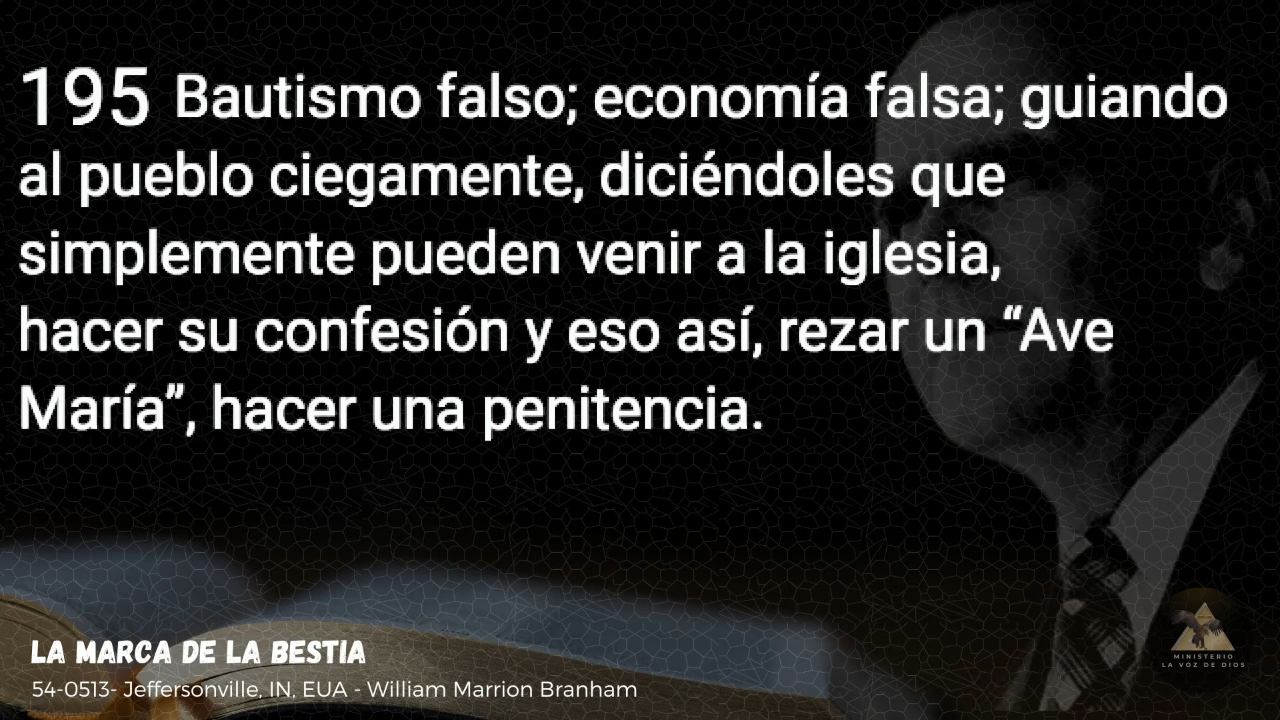 195 Bautismo falso; economía falsa; guiando
al pueblo ciegamente, diciéndoles que
simplemente pueden venir a la iglesia,
hacer su confesión y eso así, rezar un “Ave
María”, hacer una penitencia.
LA MARCA DE LA BESTIA
54-0513- Jeffersonville, IN, EUA - William Marrion Branham
MINISTERIO
LA VOZ DE DIOS